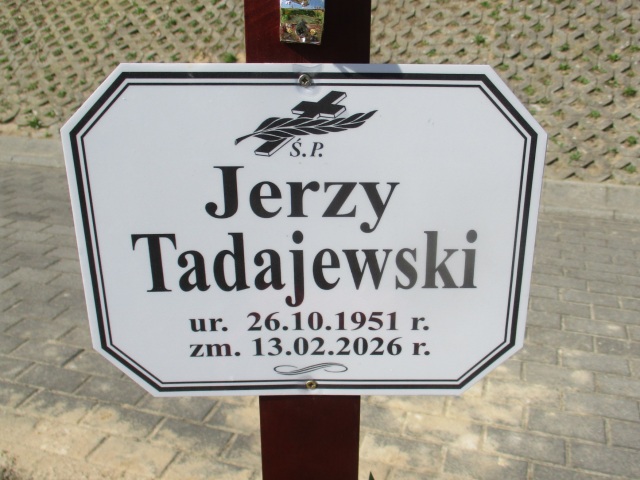 Ś.P.
Jerzy
Tadajewski
ur. 26.10.1951 r.
zm. 13.02.2026 r.